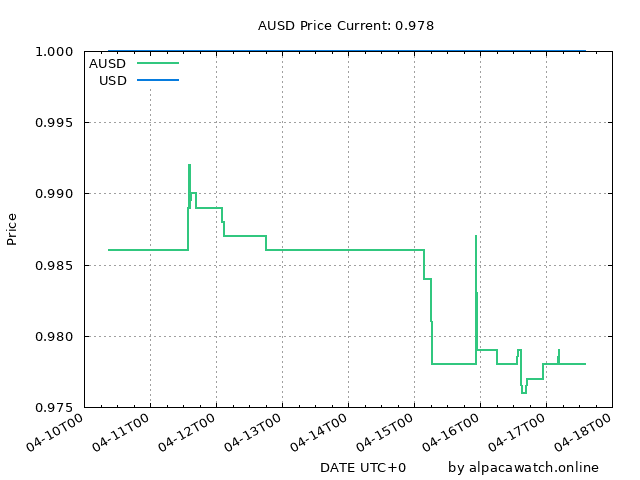 AUSD Price Current: 0.978
1.000
AUSD
USD
0.995
0.990
Price
0.985
0.980
0.975
04-10T00 04-11T00 04-12T00 04-13T00 04-14T00 04-15T00 04-16T00 04-17T00 04-18T00
DATE UTC+0 by alpacawatch.online